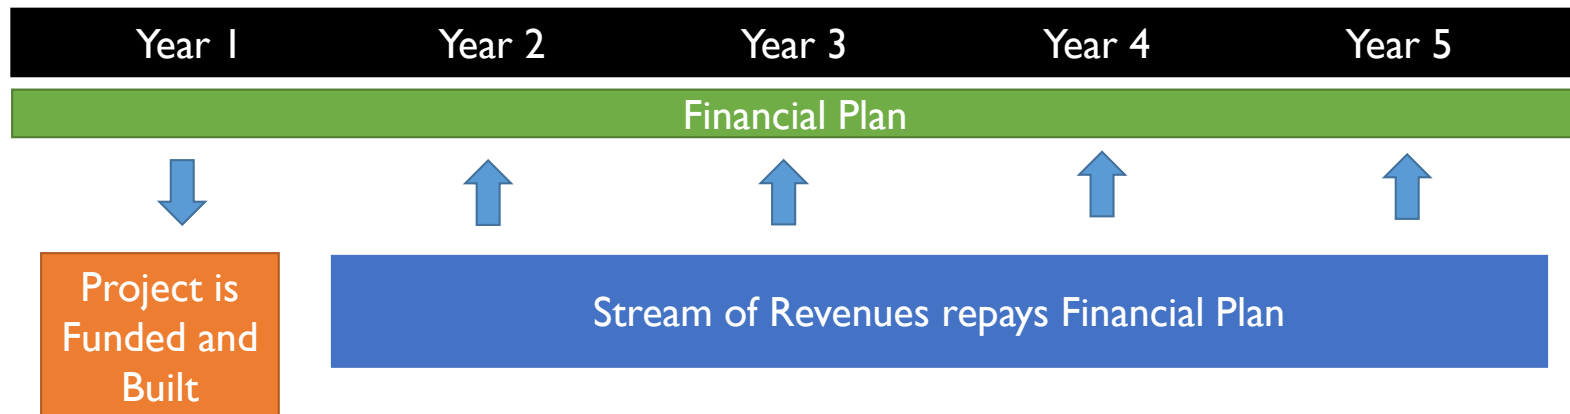 Year 1 Year 2 Year 3 Year 4 Year 5
Financial Plan
Project is
Funded and
Built
Stream of Revenues repays Financial Plan